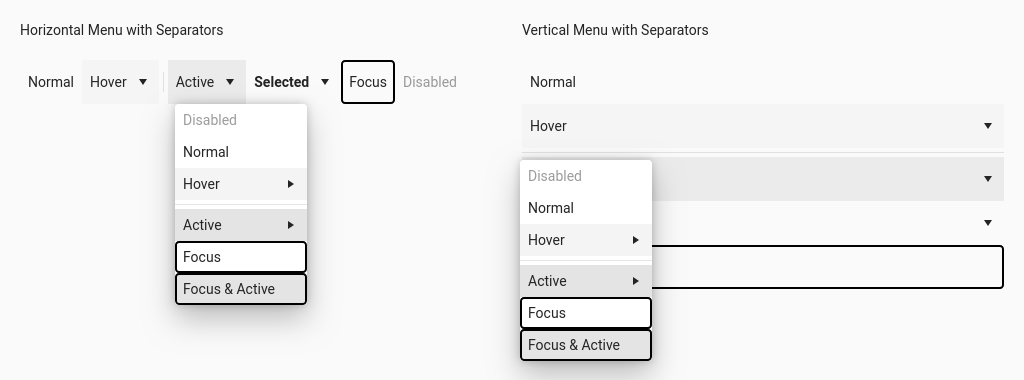 Horizontal Menu with Separators
Normal Hover Active Selected Focus Disabled
Disabled
Normal
Hover
Active
Focus
Focus & Active
Vertical Menu with Separators
Normal
Hover
Disabled
Normal
Hover
Active
Focus
Focus & Active